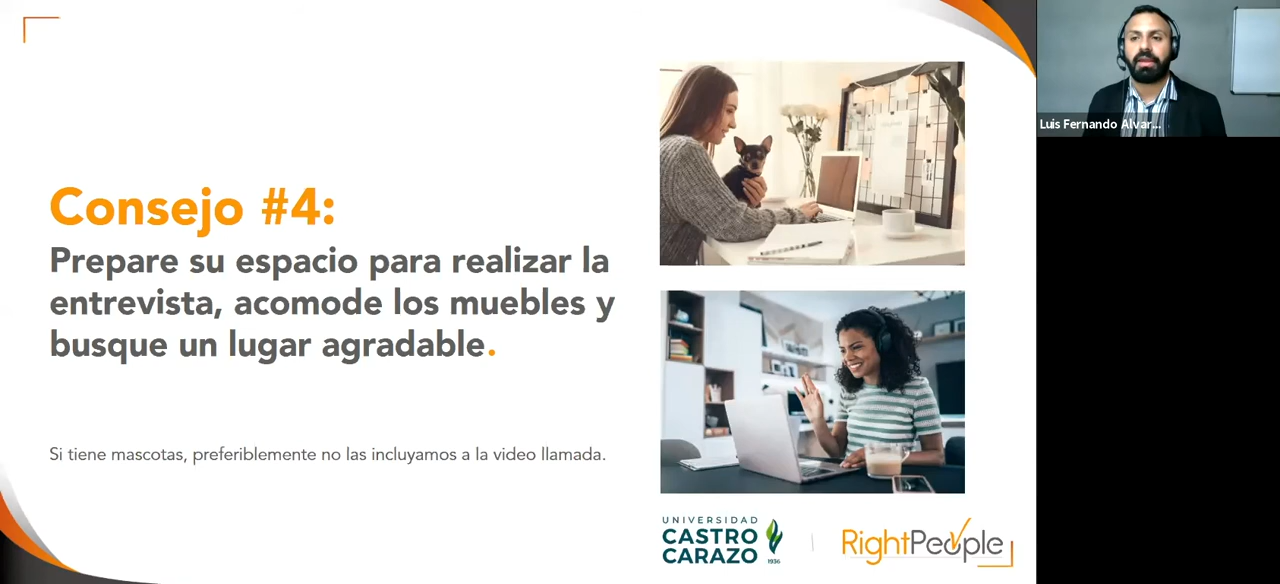 Consejo #4:
Prepare su espacio para realizar la
entrevista, acomode los muebles y
busque un lugar agradable.
Si tiene mascotas, preferiblemente no las incluyamos a la video llamada.
UNIVERSIDAD
CASTRO
CARAZO
1936
RightPeople
Luis Fernando Alvar...